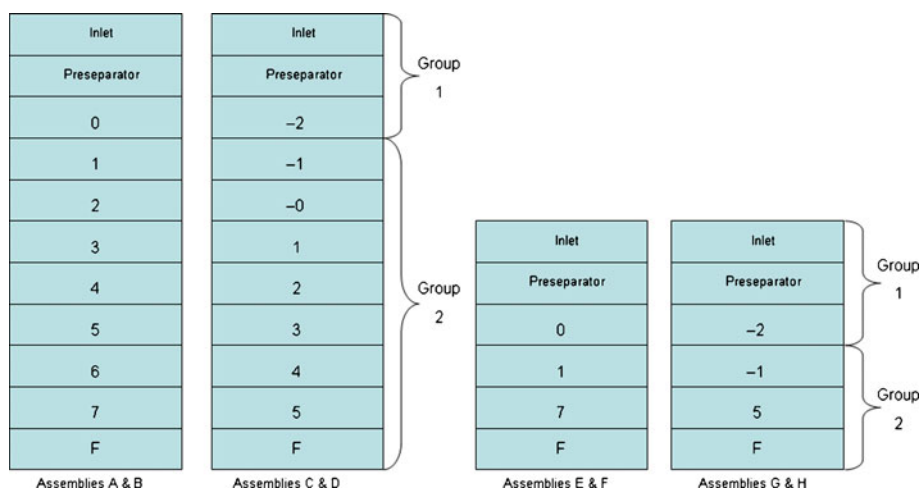 Inlet
Preseparator
0
1
2
3
4
5
6
7
F
Assemblies A & B
Inlet
Preseparator
–2
–1
–0
1
2
3
4
5
F
Assemblies C & D
Group
1
Group
2
Inlet
Preseparator
0
1
7
F
Assemblies E & F
Inlet
Preseparator
–2
–1
5
F
Assemblies G & H
Group
1
Group
2